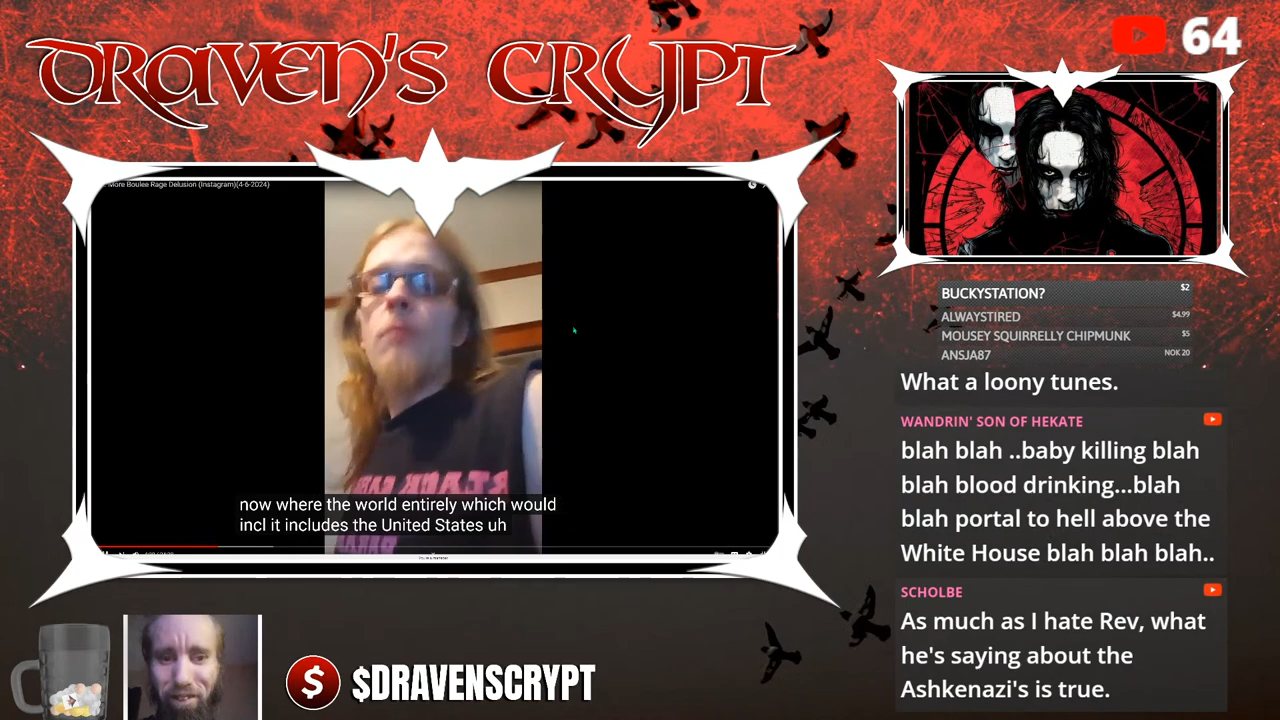 DRAVEN'S CRYPT
64
More Boulee Rage Delusion (Instagram)(4-6-2024)
BLACK LAB
now where the world entirely which would
incl it includes the United States uh
$DRAVENSCRYPT
BUCKYSTATION? $2
ALWAYSTIRED $4.99
MOUSEY SQUIRRELLY CHIPMUNK $5
ANSJA87 NOK 20
What a loony tunes.
WANDRIN' SON OF HEKATE
blah blah ..baby killing blah
blah blood drinking...blah
blah portal to hell above the
White House blah blah blah..
SCHOLBE
As much as I hate Rev, what
he's saying about the
Ashkenazi's is true.